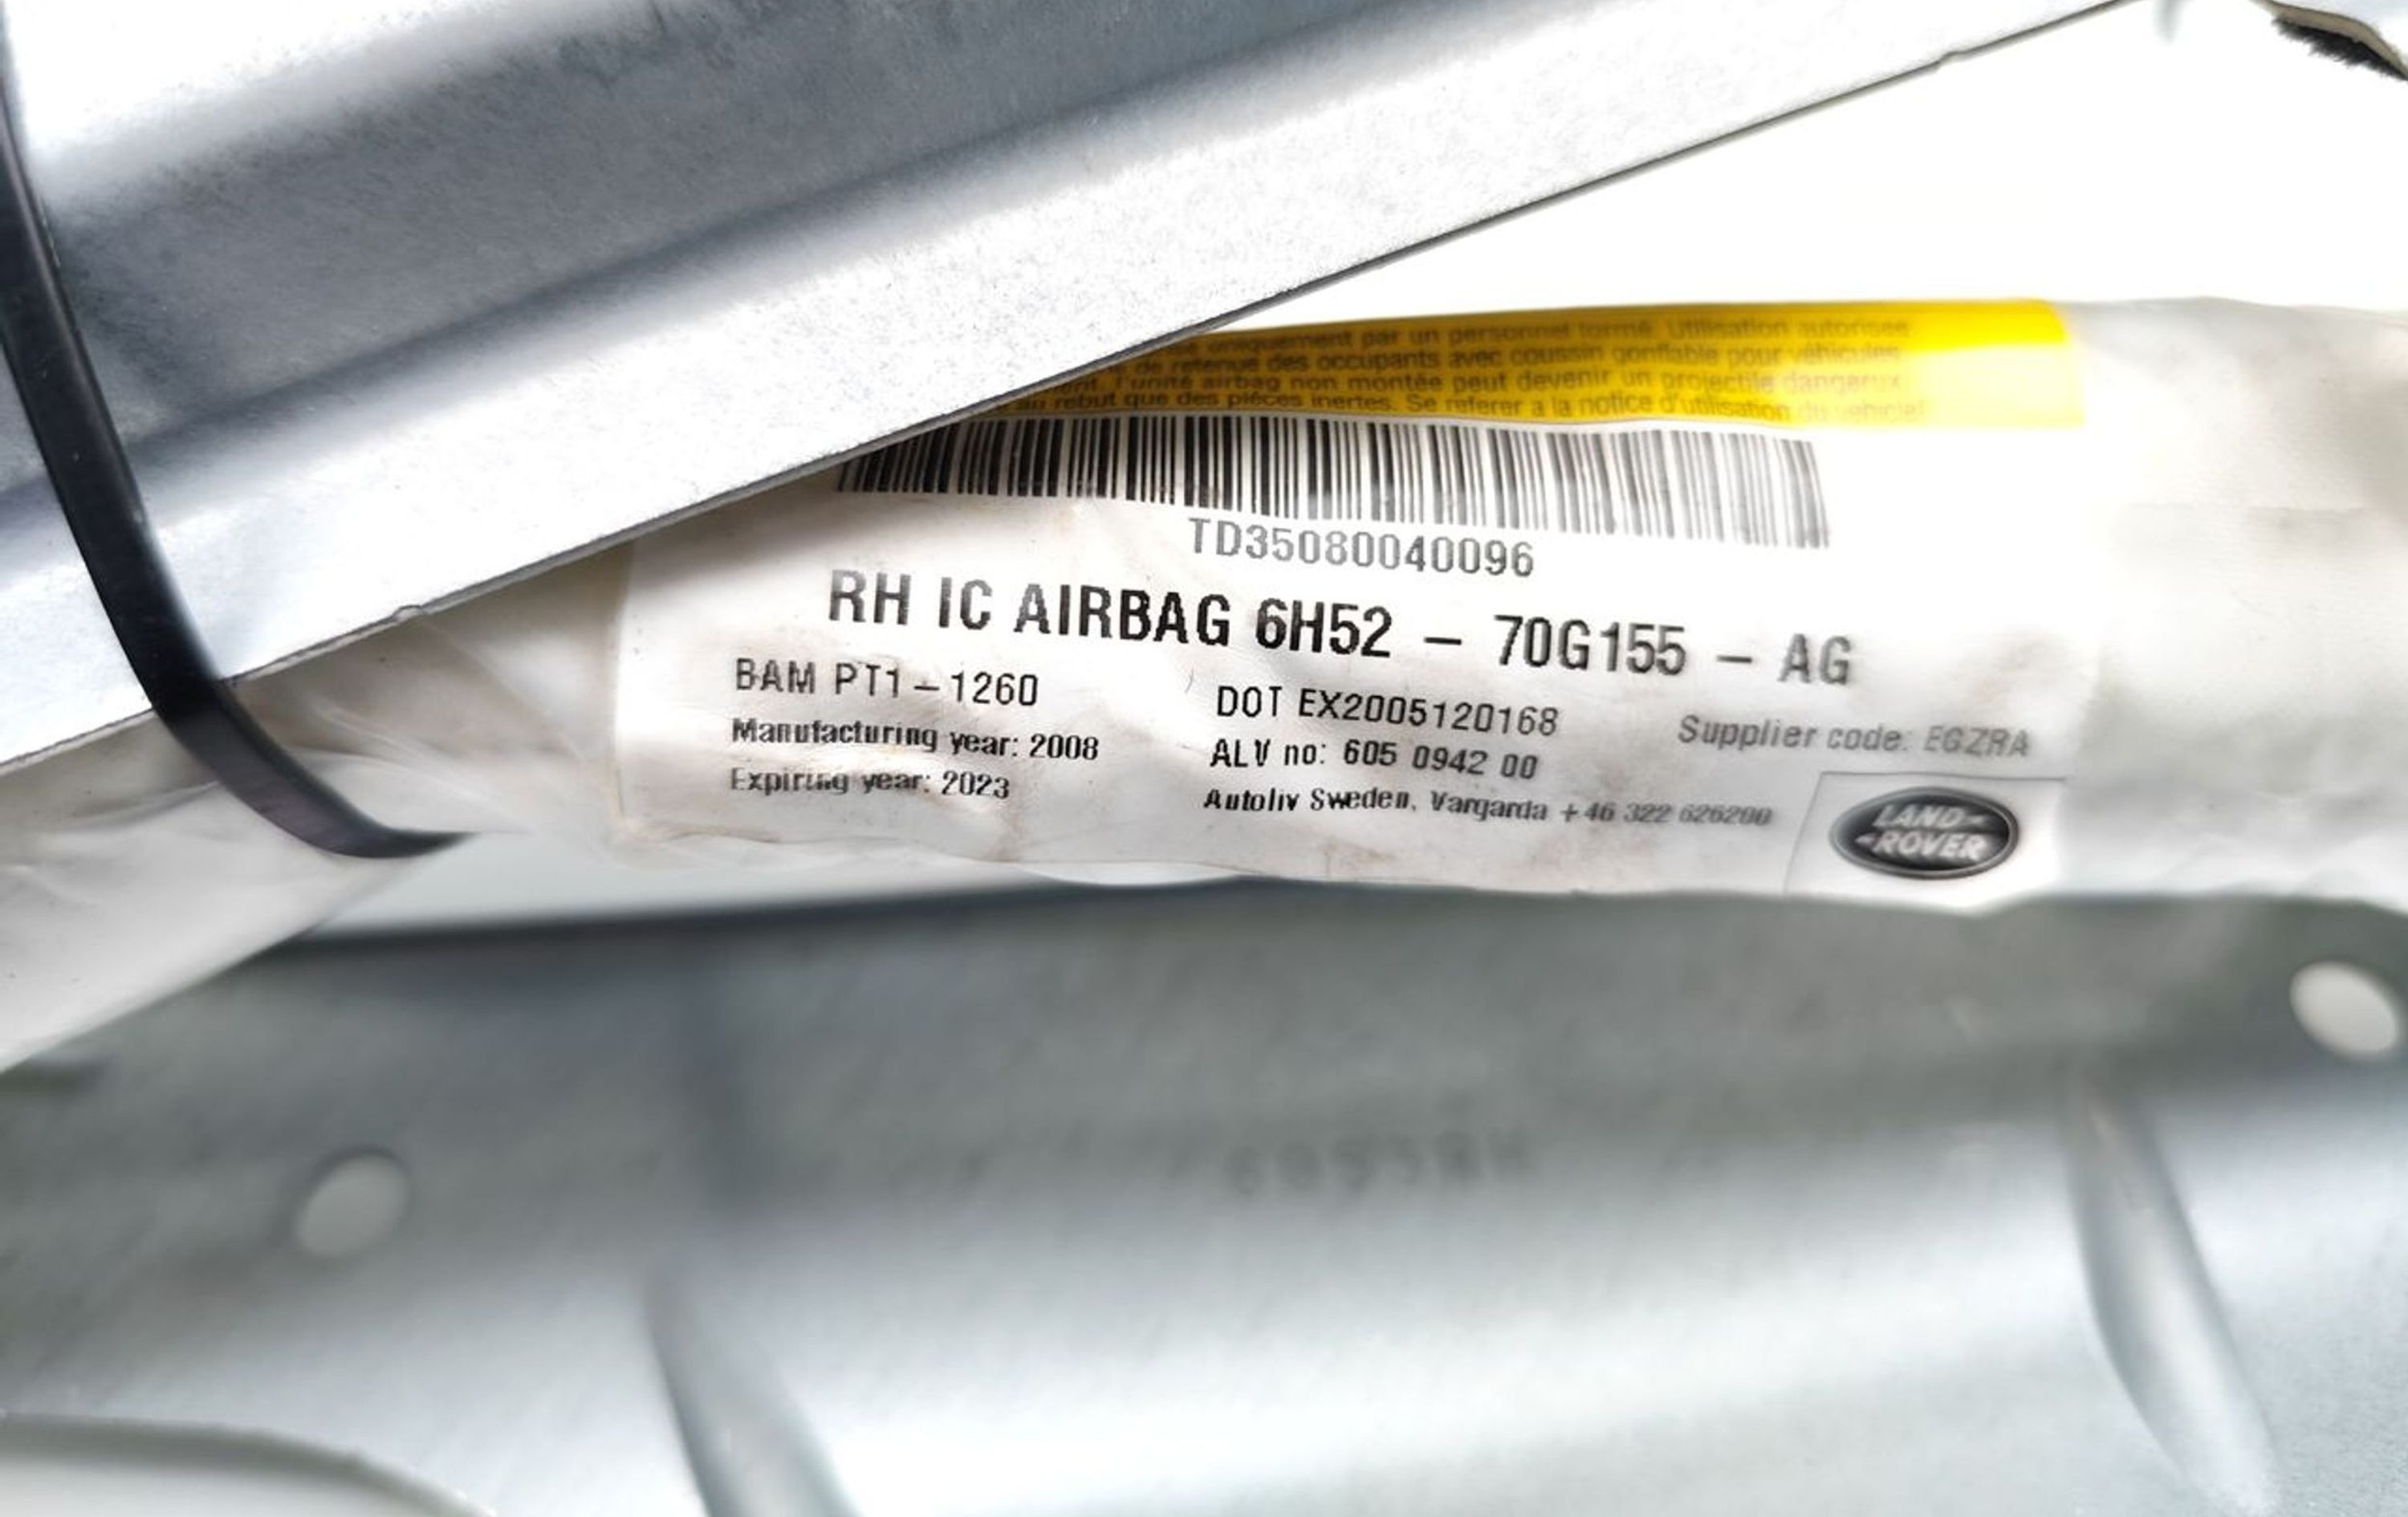 uniquement par un personnel formé. Utilisation autorisée
de retenue des occupants avec coussin gonflable pour véhicules
l'unité airbag non montée peut devenir un projectile
au rebut que des pièces inertes. Se referer a la notice d'utilisation du vehicle!
TD35080040096
RH IC AIRBAG 6H52 – 70G155 – AG
BAM PT1–1260
DOT EX2005120168
Supplier code: EGZRA
Manufacturing year: 2008
ALV no: 605 0942 00
Expiring year: 2023
Autoliv Sweden, Vargarda +46 322 626200
LAND-
-ROVER